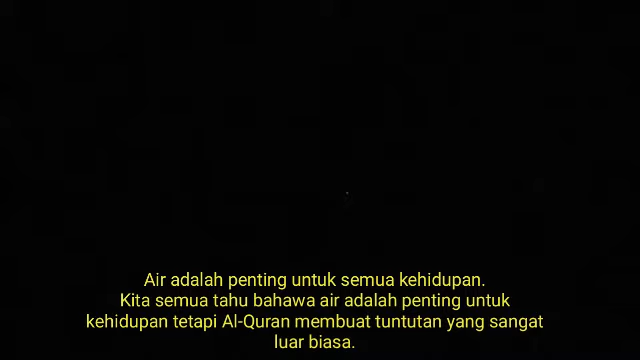 Air adalah penting untuk semua kehidupan.
Kita semua tahu bahawa air adalah penting untuk
kehidupan tetapi Al-Quran membuat tuntutan yang sangat
luar biasa.